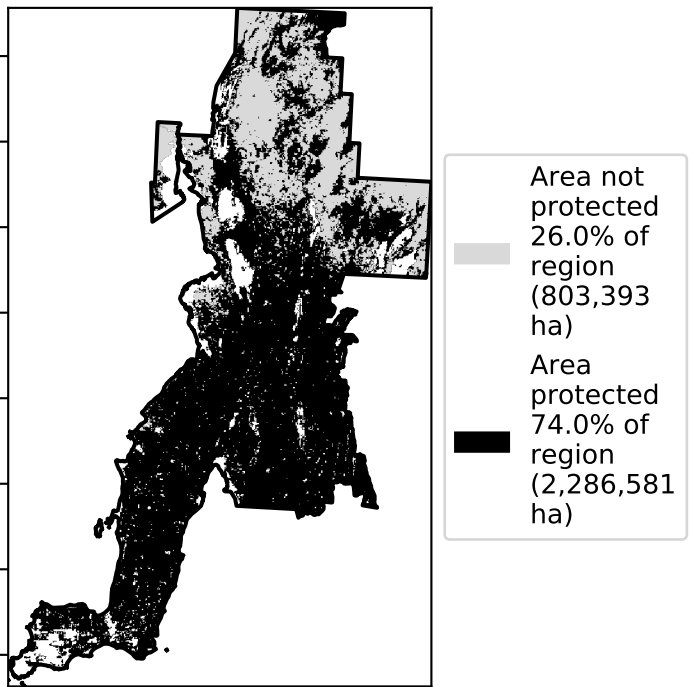 Area not
protected
26.0% of
region
(803,393
ha)
Area
protected
74.0% of
region
(2,286,581
ha)